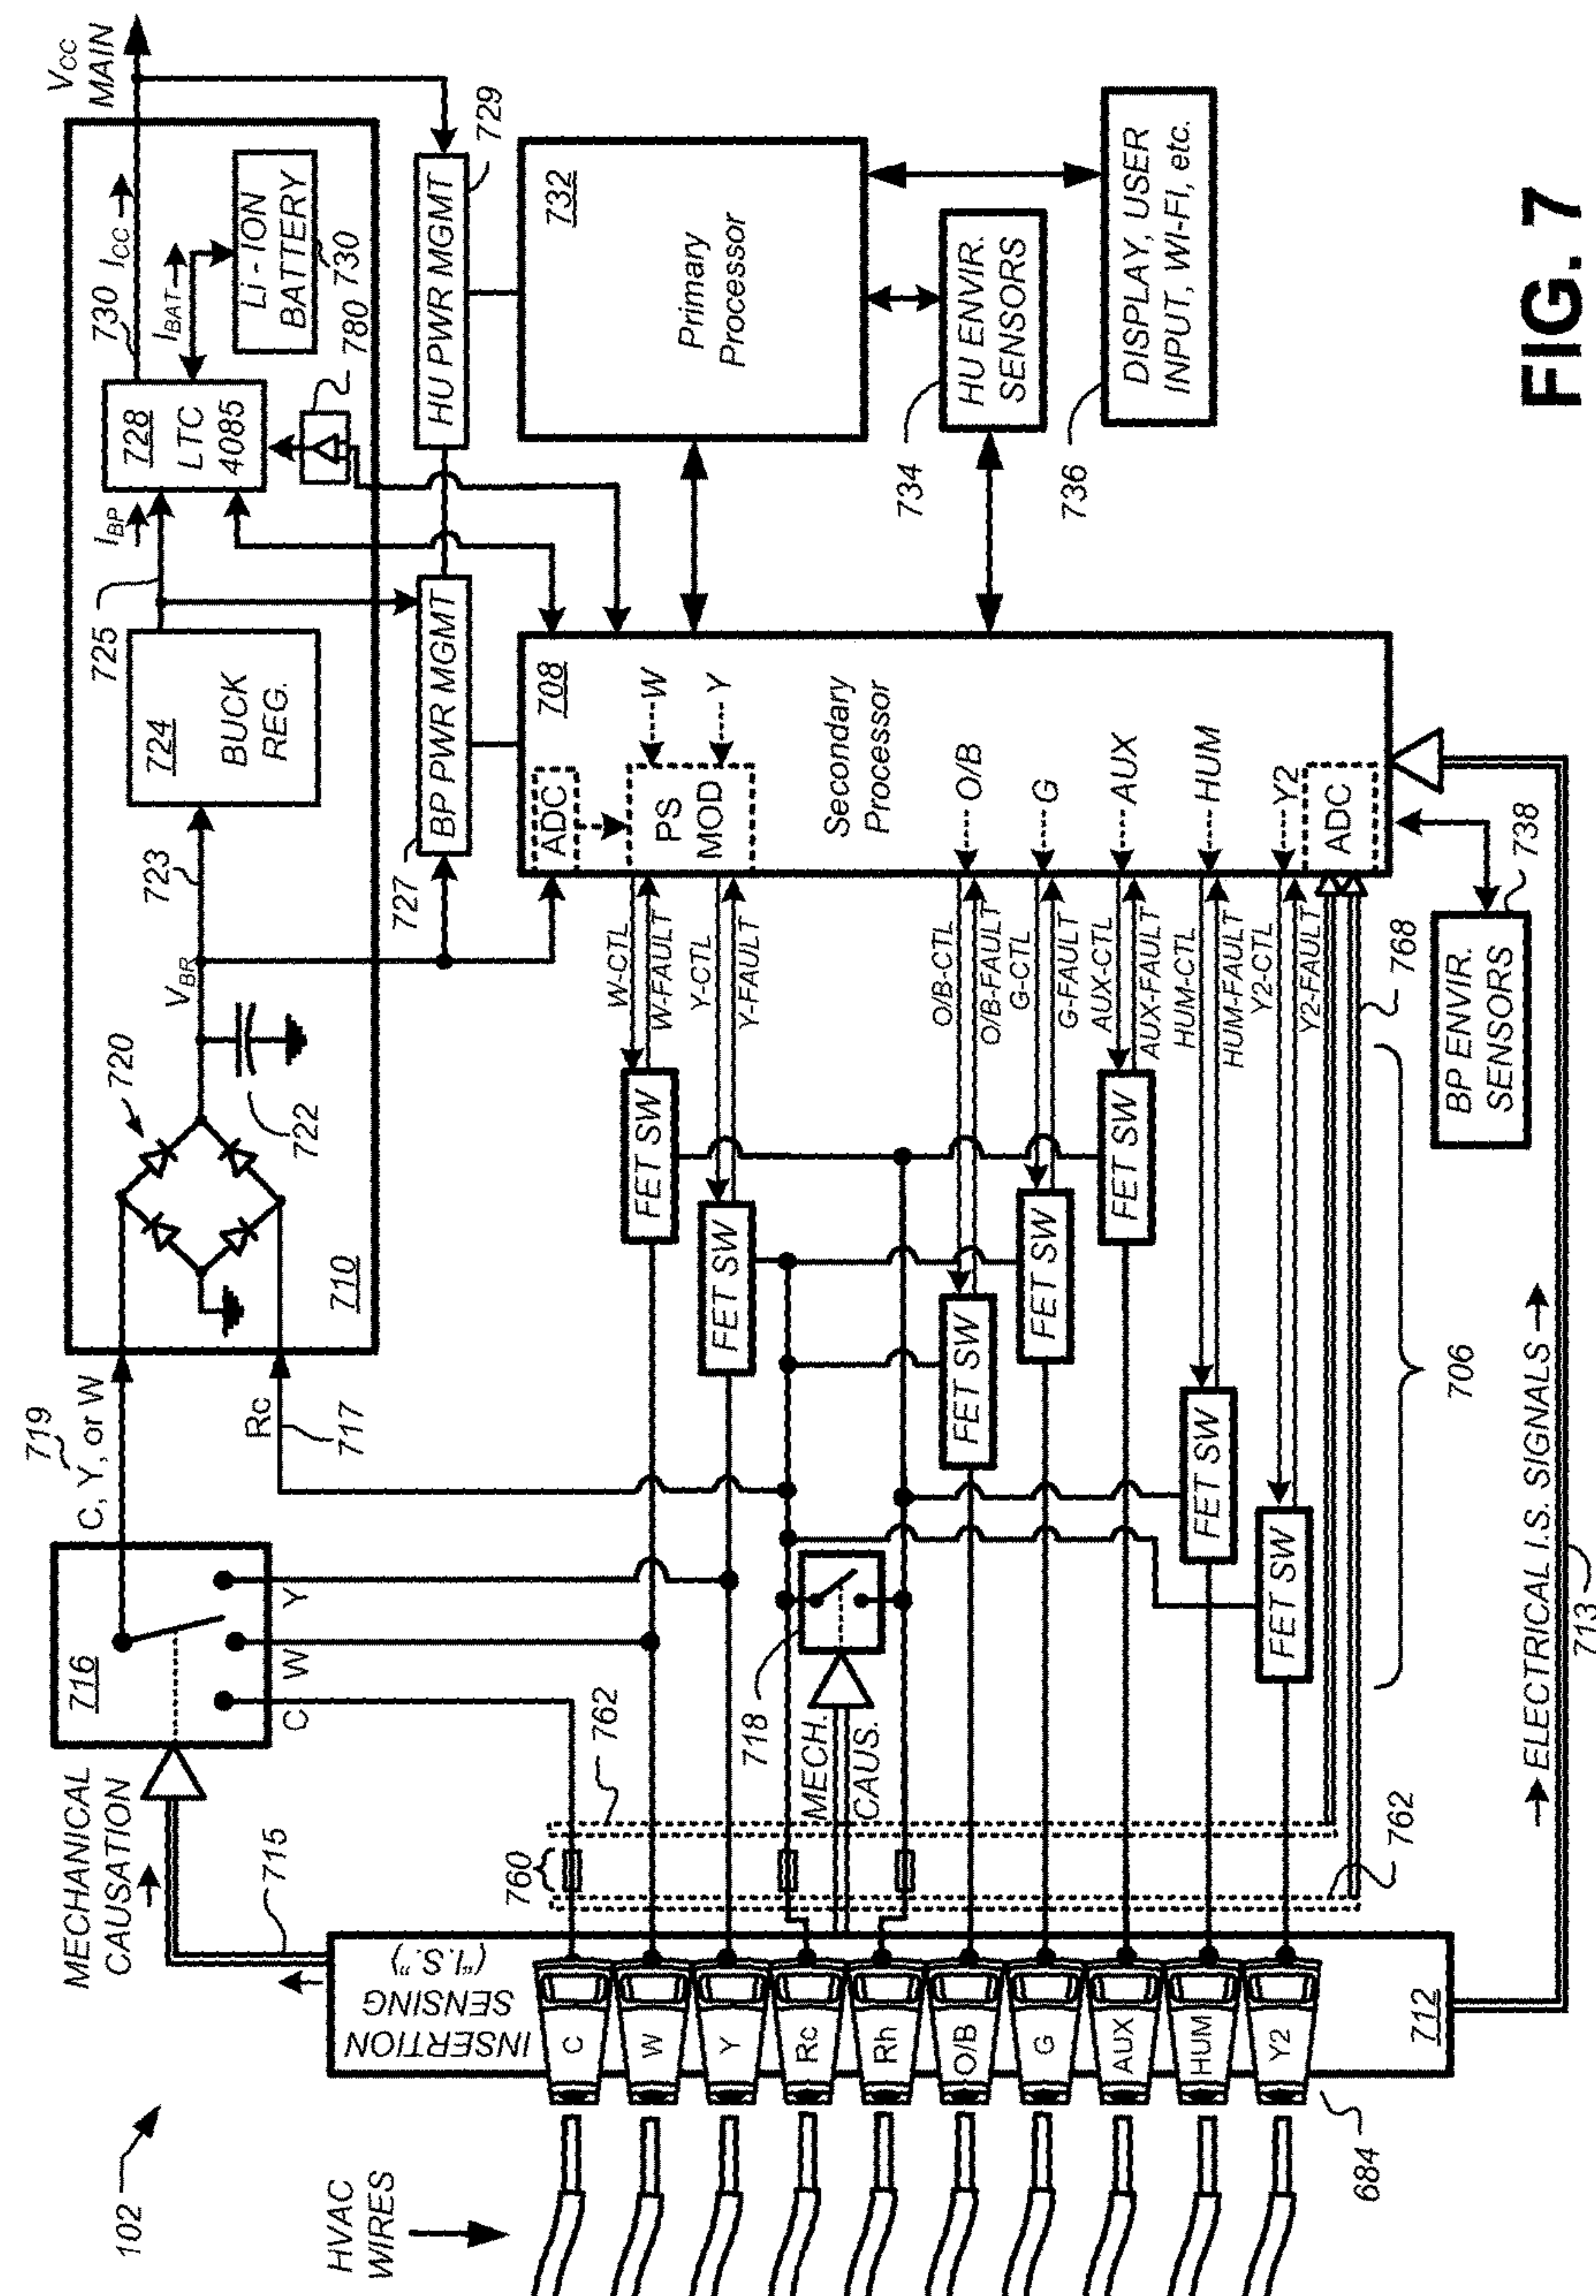 102
HVAC
WIRES
684
C
W
Y
Rc
Rh
O/B
G
AUX
HUM
Y2
INSERTION
SENSING
("I.S.")
712
MECHANICAL
CAUSATION
715
716
C
W
Y
719
C, Y, or W
Rc
717
710
720
722
VBR
723
724
BUCK
REG.
725
IBP
728
LTC
4085
730
ICC
IBAT
Li - ION
BATTERY
730
780
VCC
MAIN
727
BP PWR MGMT
HU PWR MGMT
729
760
762
762
718
MECH.
CAUS.
FET SW
FET SW
FET SW
FET SW
FET SW
FET SW
FET SW
W-CTL
W-FAULT
Y-CTL
Y-FAULT
O/B-CTL
O/B-FAULT
G-CTL
G-FAULT
AUX-CTL
AUX-FAULT
HUM-CTL
HUM-FAULT
Y2-CTL
Y2-FAULT
706
768
708
ADC
PS
MOD
W
Y
Secondary
Processor
O/B
G
AUX
HUM
Y2
ADC
732
Primary
Processor
734
HU ENVIR.
SENSORS
736
DISPLAY, USER
INPUT, WI-FI, etc.
738
BP ENVIR.
SENSORS
ELECTRICAL I.S. SIGNALS
713
FIG. 7